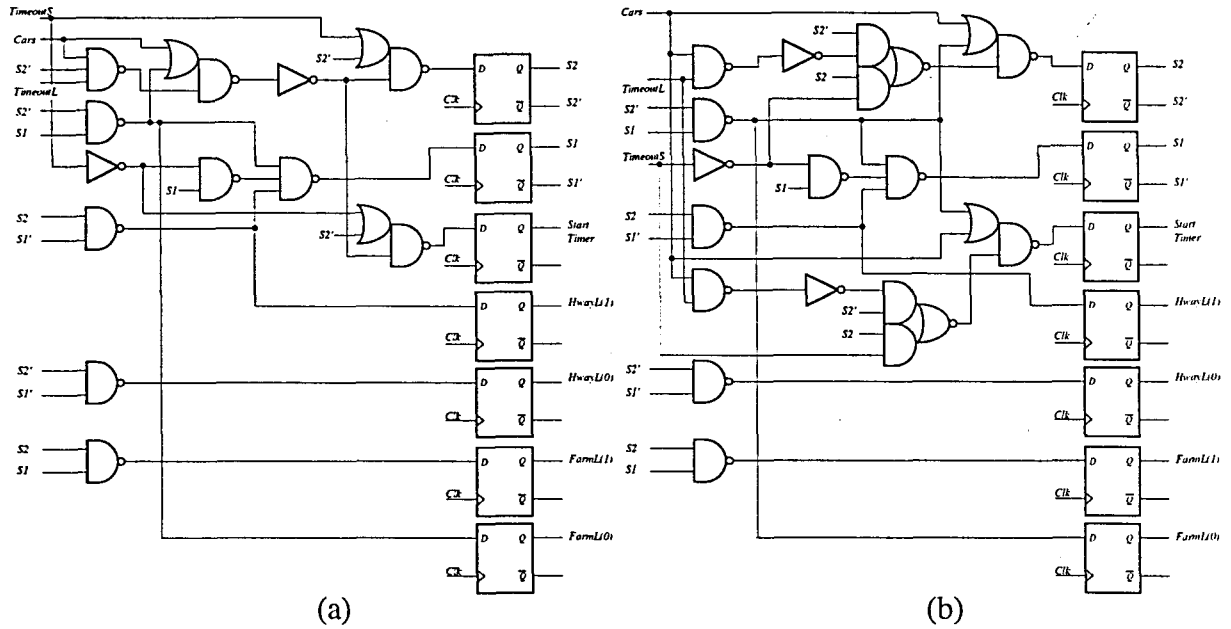 TimeoutS
Cars
S2'
TimeoutL
S2'
S1
S2
S1'
S2'
S1'
S2
S1
S2'
S1
S2'
D Q S2
Clk Q S2'
D Q S1
Clk Q S1'
D Q Start Timer
Clk Q
D Q HwayL(1)
Clk Q
D Q HwayL(0)
Clk Q
D Q FarmL(1)
Clk Q
D Q FarmL(0)
Clk Q
(a)
Cars
TimeoutL
S2'
S1
TimeoutS
S2
S1'
S2'
S1'
S2
S1
S2'
S2
S1
S2'
S2
D Q S2
Clk Q S2'
D Q S1
Clk Q S1'
D Q Start Timer
Clk Q
D Q HwayL(1)
Clk Q
D Q HwayL(0)
Clk Q
D Q FarmL(1)
Clk Q
D Q FarmL(0)
Clk Q
(b)